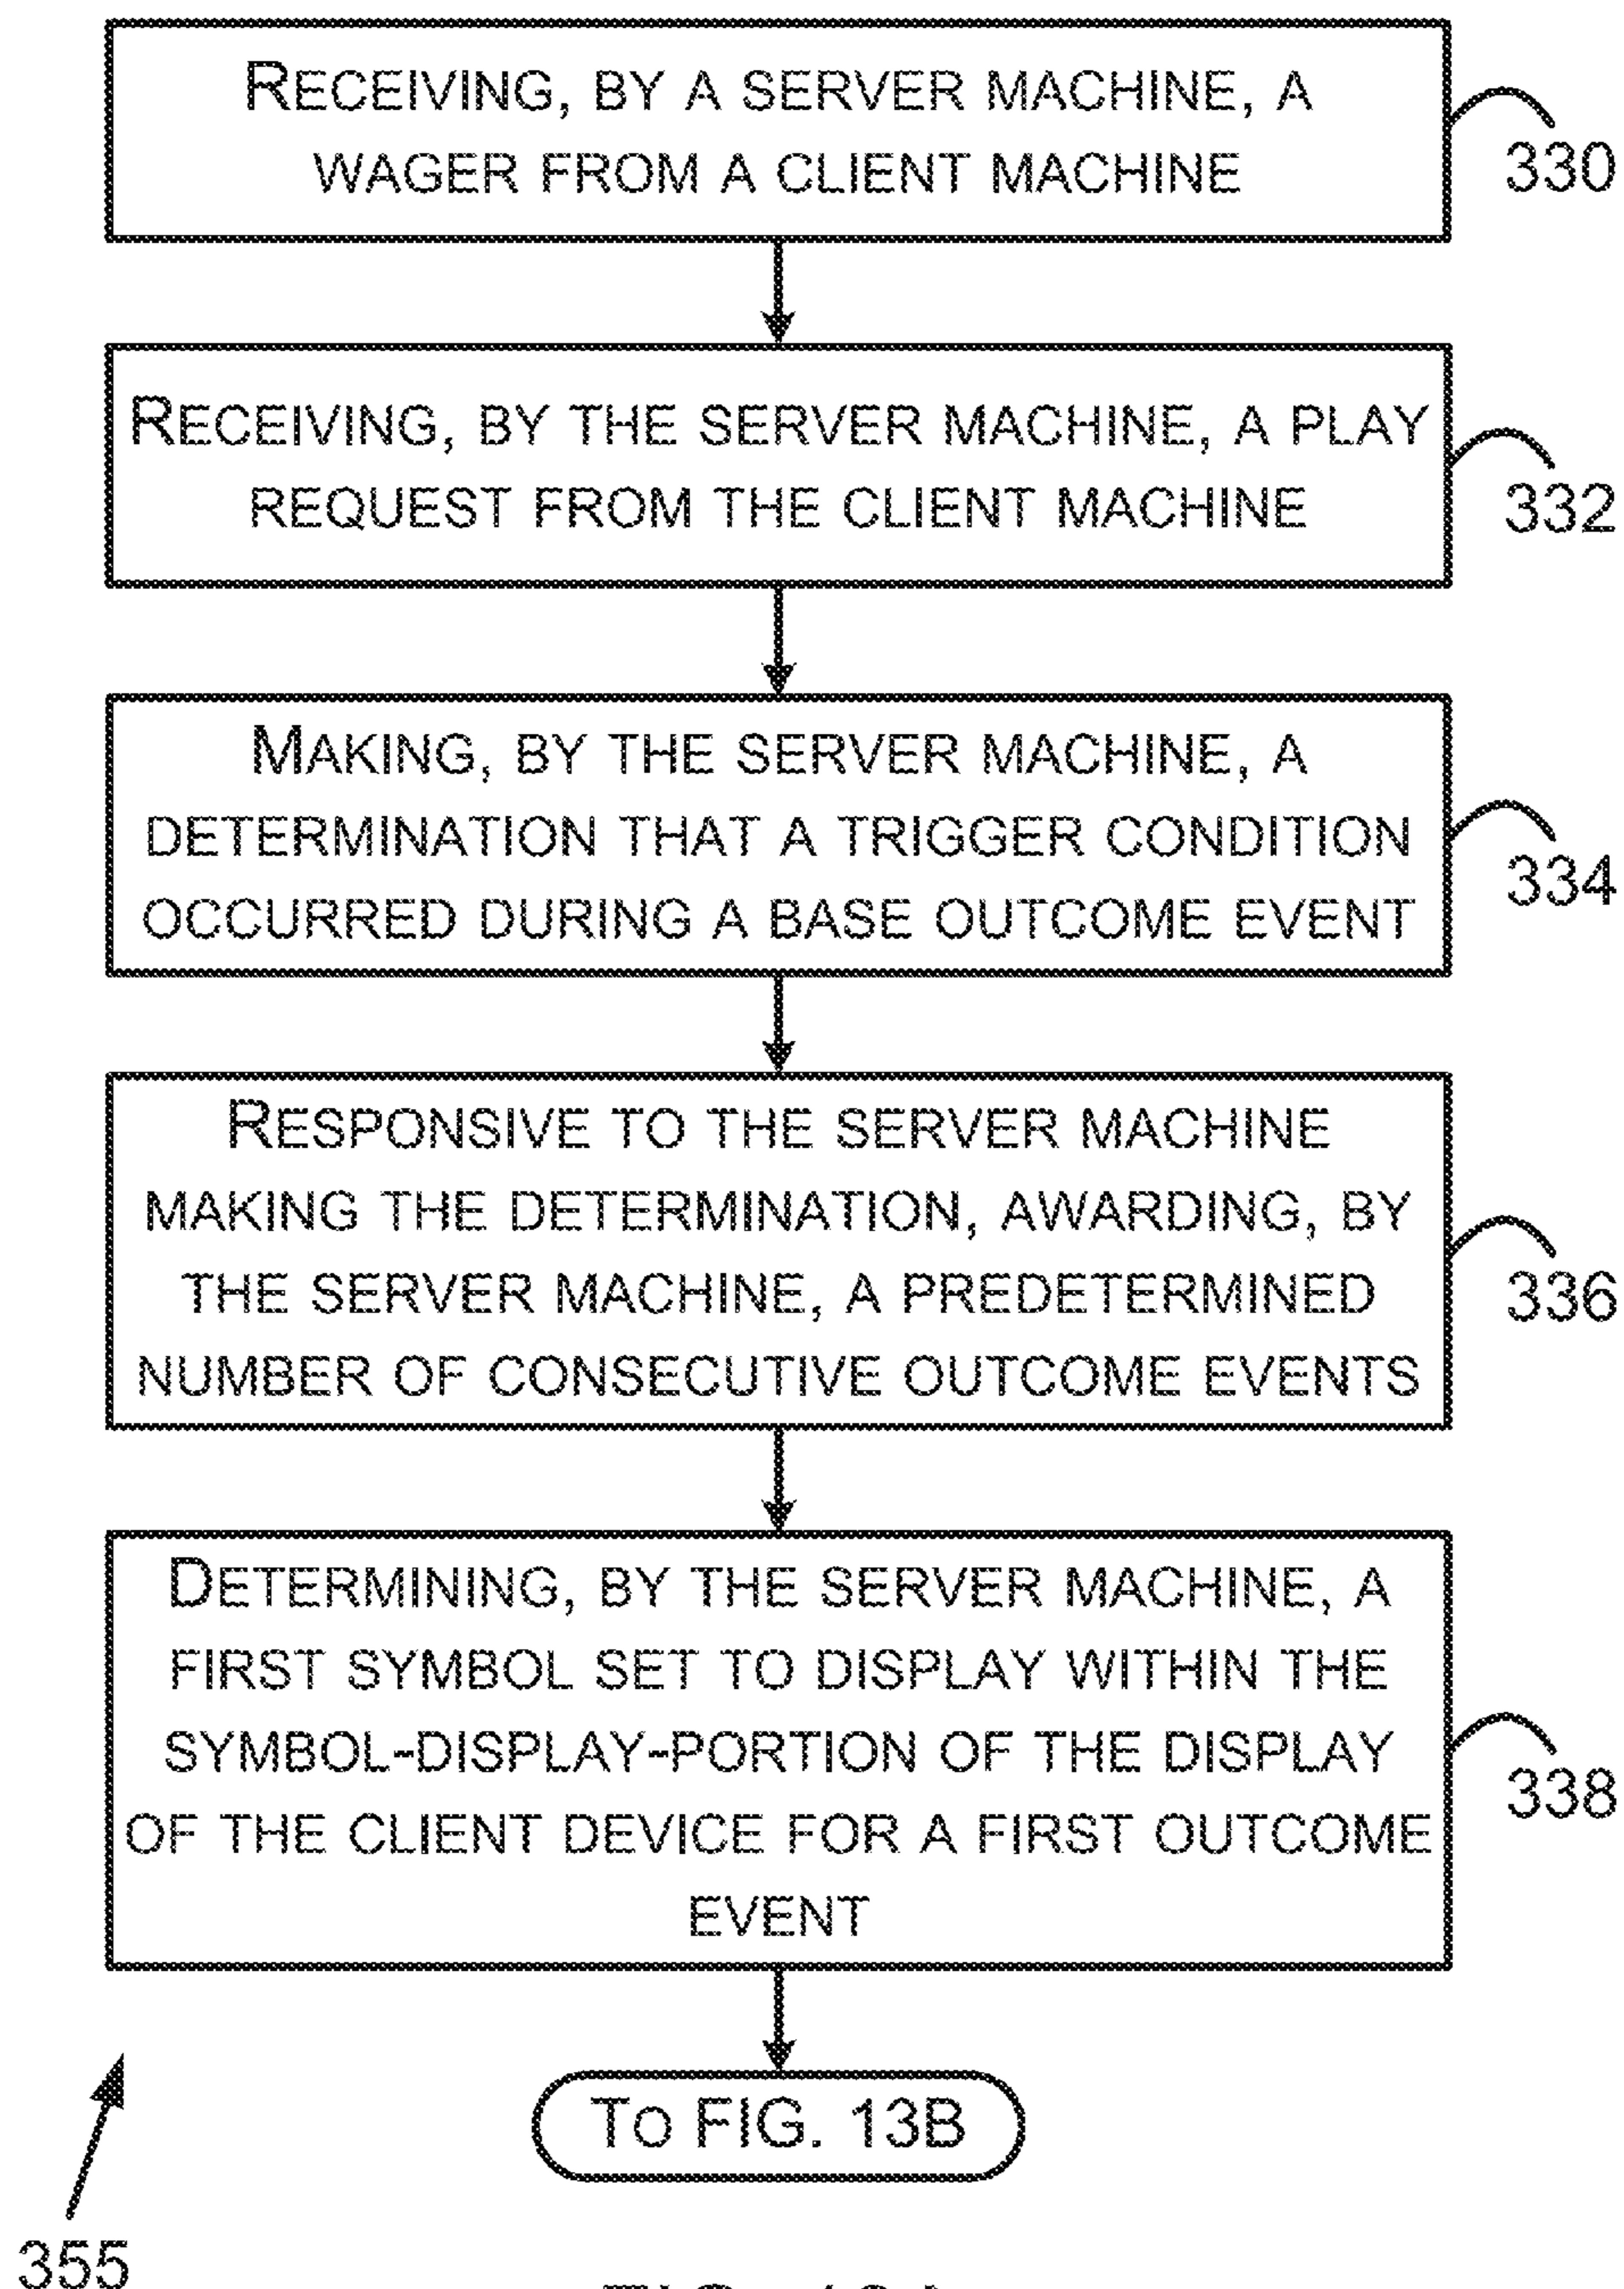 RECEIVING, BY A SERVER MACHINE, A
WAGER FROM A CLIENT MACHINE
330
RECEIVING, BY THE SERVER MACHINE, A PLAY
REQUEST FROM THE CLIENT MACHINE
332
MAKING, BY THE SERVER MACHINE, A
DETERMINATION THAT A TRIGGER CONDITION
OCCURRED DURING A BASE OUTCOME EVENT
334
RESPONSIVE TO THE SERVER MACHINE
MAKING THE DETERMINATION, AWARDING, BY
THE SERVER MACHINE, A PREDETERMINED
NUMBER OF CONSECUTIVE OUTCOME EVENTS
336
DETERMINING, BY THE SERVER MACHINE, A
FIRST SYMBOL SET TO DISPLAY WITHIN THE
SYMBOL-DISPLAY-PORTION OF THE DISPLAY
OF THE CLIENT DEVICE FOR A FIRST OUTCOME
EVENT
338
TO FIG. 13B
355